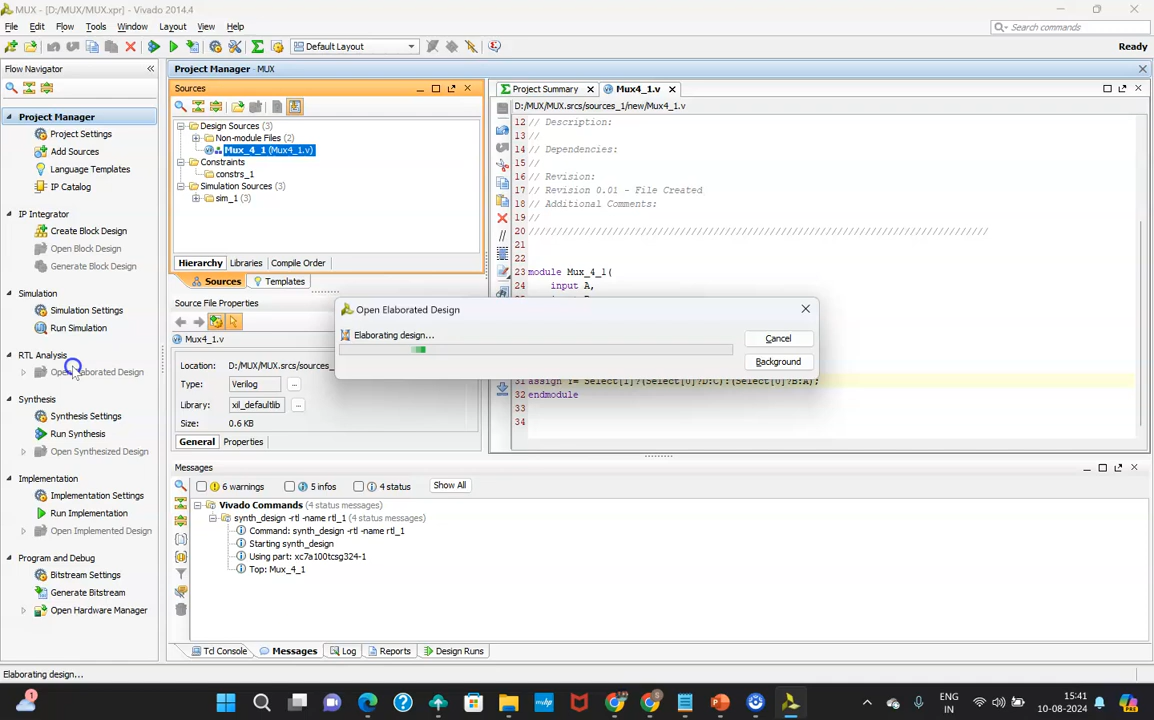 MUX - [D:/MUX/MUX.xpr] - Vivado 2014.4
File Edit Flow Tools Window Layout View Help
Search commands
Default Layout
Ready
Flow Navigator
Project Manager
Project Settings
Add Sources
Language Templates
IP Catalog
IP Integrator
Create Block Design
Open Block Design
Generate Block Design
Simulation
Simulation Settings
Run Simulation
RTL Analysis
Open Elaborated Design
Synthesis
Synthesis Settings
Run Synthesis
Open Synthesized Design
Implementation
Implementation Settings
Run Implementation
Open Implemented Design
Program and Debug
Bitstream Settings
Generate Bitstream
Open Hardware Manager
Project Manager - MUX
Sources
Design Sources (3)
Non-module Files (2)
Mux_4_1 (Mux4_1.v)
Constraints
constrs_1
Simulation Sources (3)
sim_1 (3)
Hierarchy Libraries Compile Order
Sources Templates
Source File Properties
Mux4_1.v
Location: D:/MUX/MUX.srcs/sources_
Type: Verilog ...
Library: xil_defaultlib ...
Size: 0.6 KB
General Properties
Project Summary Mux4_1.v
D:/MUX/MUX.srcs/sources_1/new/Mux4_1.v
12 // Description:
13 //
14 // Dependencies:
15 //
16 // Revision:
17 // Revision 0.01 - File Created
18 // Additional Comments:
19 //
20 //////////////////////////////////////////////////////////////////////////////////
21
22
23 module Mux_4_1(
24 input A,
31 assign Y= Select[1]?(Select[0]?D:C):(Select[0]?B:A);
32 endmodule
33
34
Open Elaborated Design
Elaborating design...
Cancel
Background
Messages
6 warnings 5 infos 4 status Show All
Vivado Commands (4 status messages)
synth_design -rtl -name rtl_1 (4 status messages)
Command: synth_design -rtl -name rtl_1
Starting synth_design
Using part: xc7a100tcsg324-1
Top: Mux_4_1
Tcl Console Messages Log Reports Design Runs
Elaborating design...
1
ENG
IN
15:41
10-08-2024